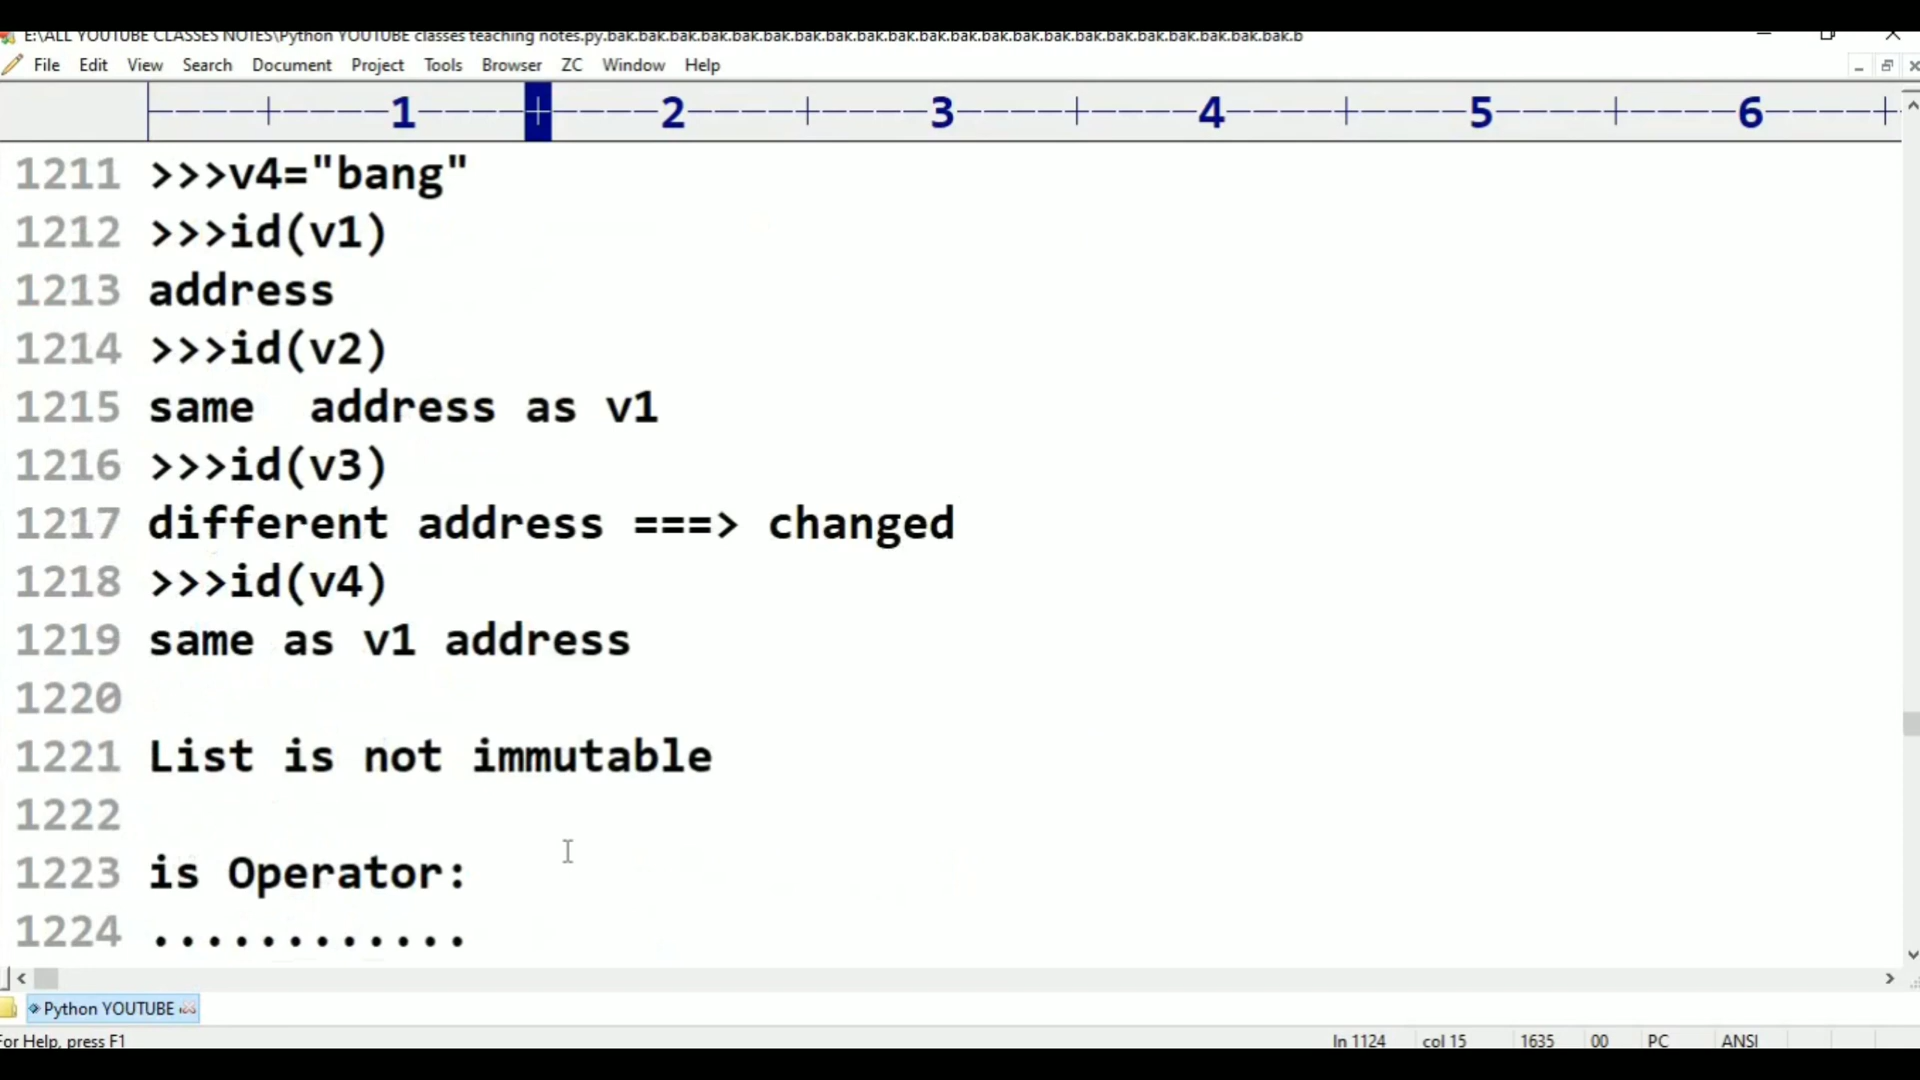 E:\ALL YOUTUBE CLASSES NOTES\Python YOUTUBE classes teaching notes.py.bak.bak.bak.bak.bak.bak.bak.bak.bak.bak.bak.bak.bak.bak.bak.bak.bak.bak.bak.bak.bak.bak.b
File Edit View Search Document Project Tools Browser ZC Window Help
1 2 3 4 5 6
1211 >>>v4="bang"
1212 >>>id(v1)
1213 address
1214 >>>id(v2)
1215 same  address as v1
1216 >>>id(v3)
1217 different address ===> changed
1218 >>>id(v4)
1219 same as v1 address
1220
1221 List is not immutable
1222
1223 is Operator:
1224 ............
Python YOUTUBE
For Help, press F1 ln 1124 col 15 1635 00 PC ANSI